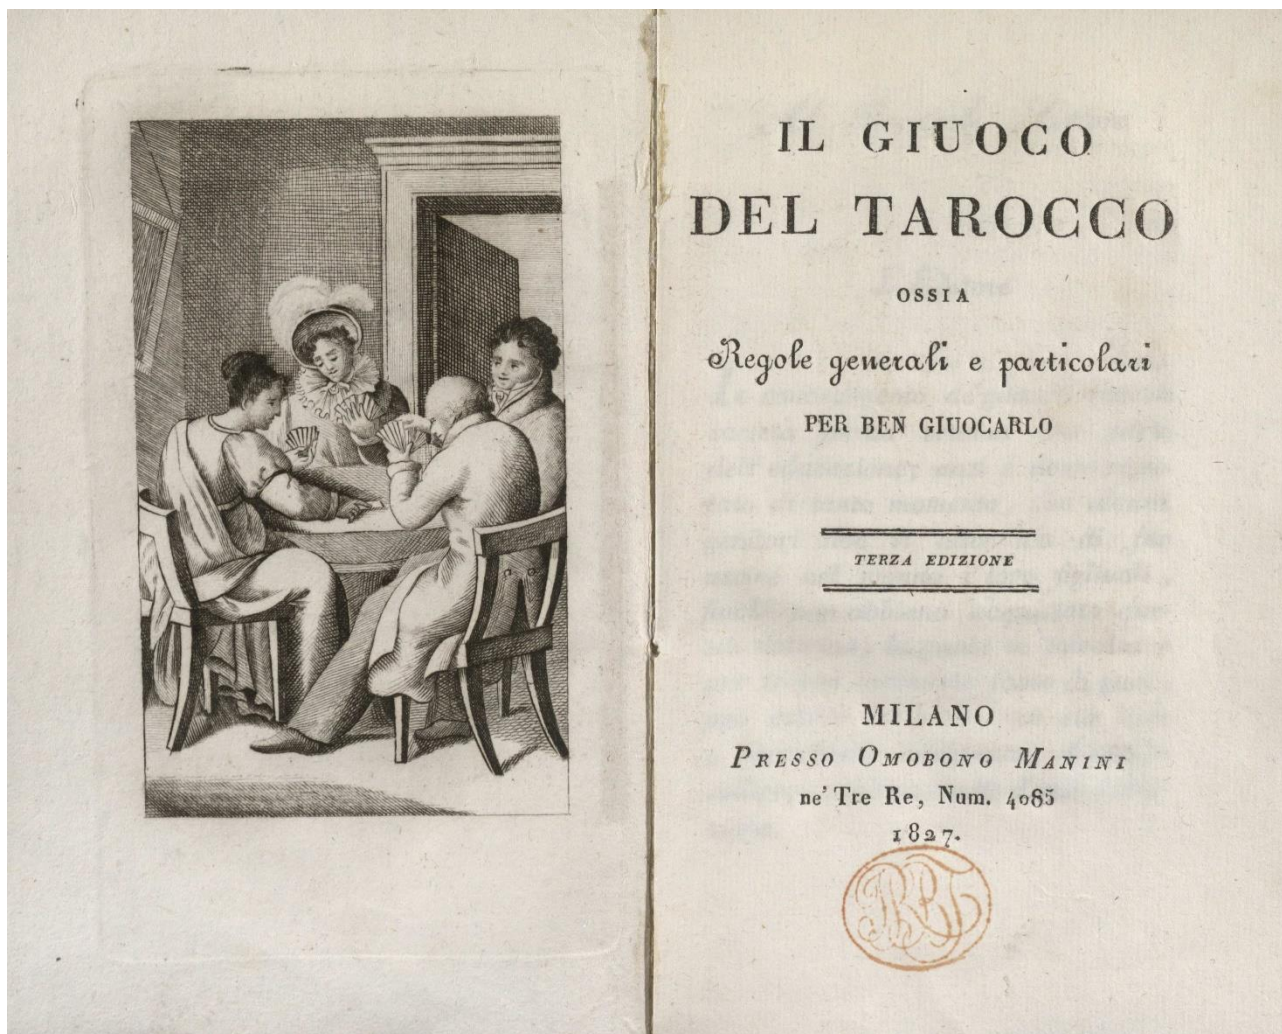 IL GIUOCO
DEL TAROCCO
OSSIA
Regole generali e particolari
PER BEN GIUOCARLO
TERZA EDIZIONE
MILANO
PRESSO OMOBONO MANINI
ne' Tre Re, Num. 4085
1827.